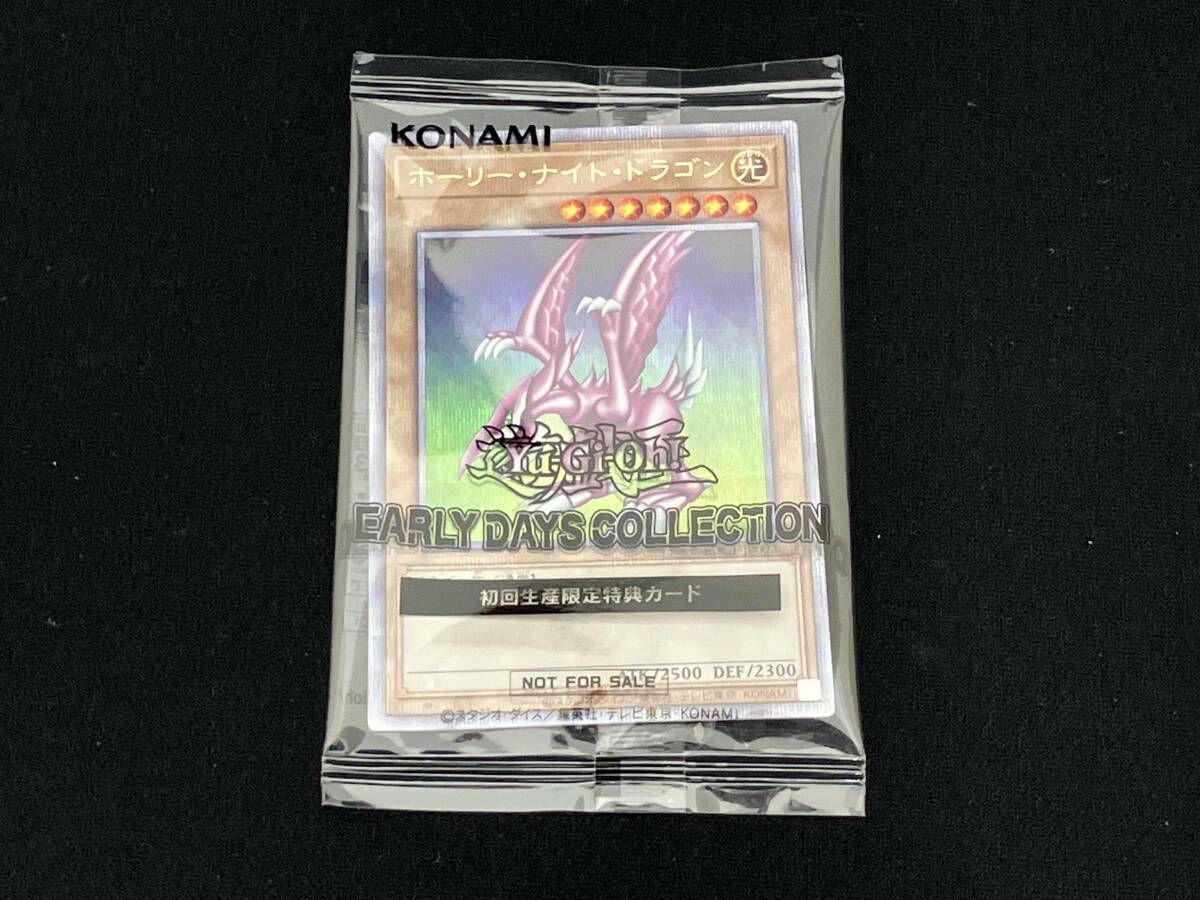 KONAMI
ホーリー・ナイト・ドラゴン 光
Yu-Gi-Oh!
EARLY DAYS COLLECTION
初回生産限定特典カード
ATK/2500 DEF/2300
NOT FOR SALE
©スタジオ・ダイス/集英社・テレビ東京・KONAMI